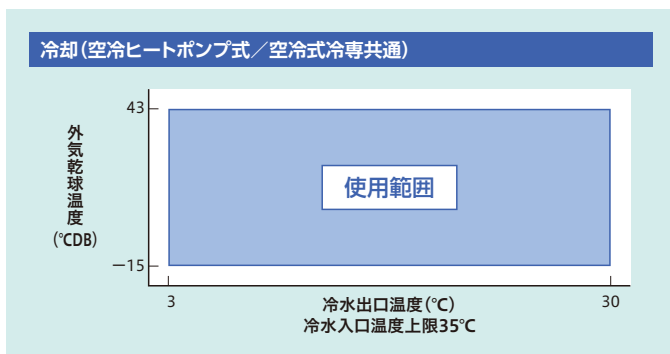 冷却(空冷ヒートポンプ式／空冷式冷専共通)
43
外気乾球温度
(℃DB)
使用範囲
−15
3
冷水出口温度(℃)
30
冷水入口温度上限35℃